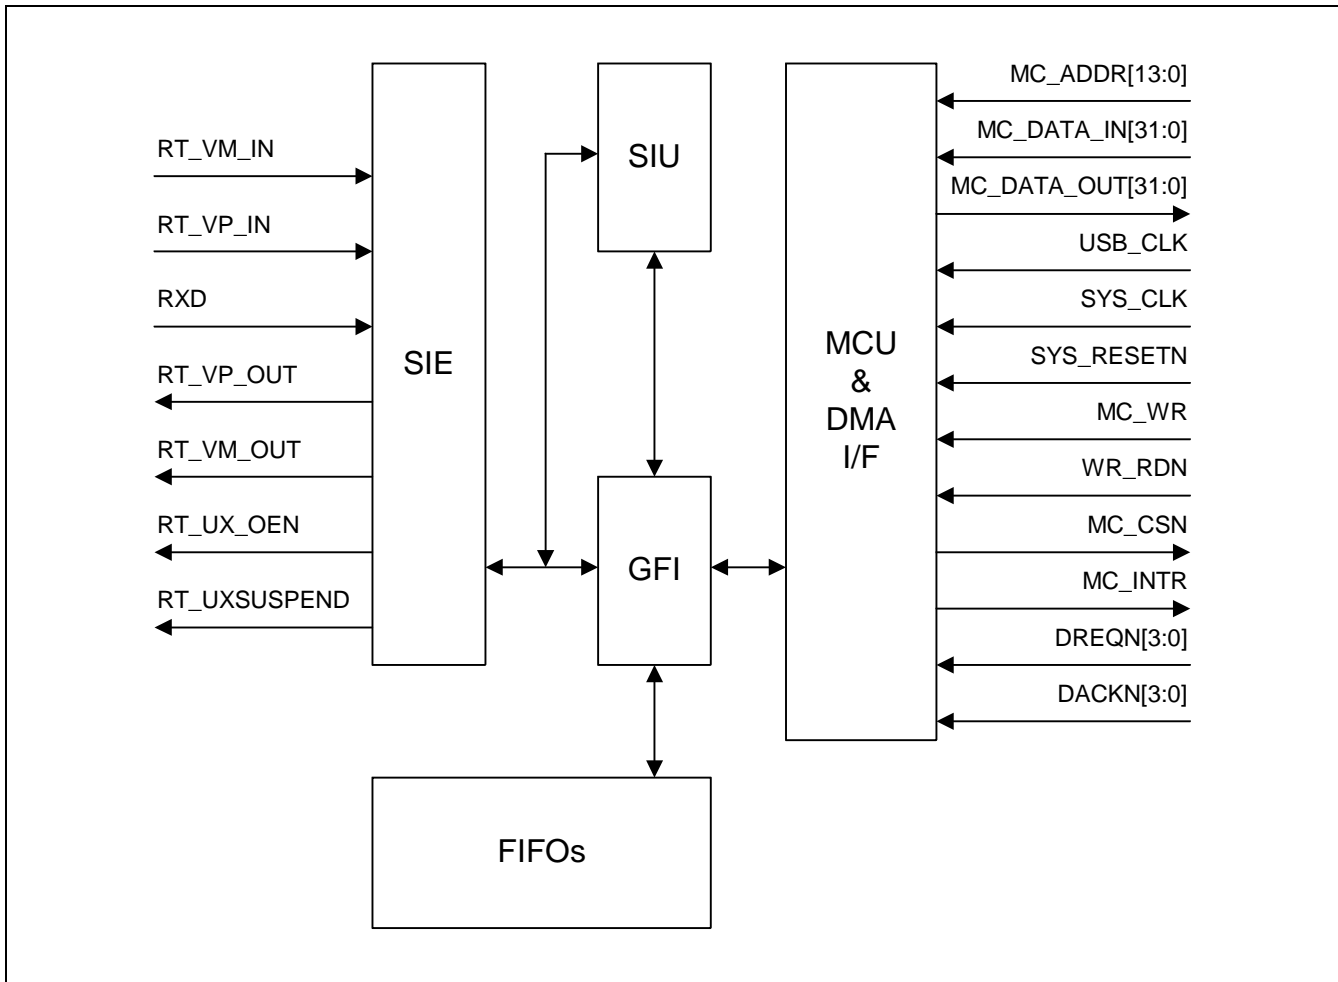 RT_VM_IN
RT_VP_IN
RXD
RT_VP_OUT
RT_VM_OUT
RT_UX_OEN
RT_UXSUSPEND
SIE
SIU
GFI
FIFOs
MCU
&
DMA
I/F
MC_ADDR[13:0]
MC_DATA_IN[31:0]
MC_DATA_OUT[31:0]
USB_CLK
SYS_CLK
SYS_RESETN
MC_WR
WR_RDN
MC_CSN
MC_INTR
DREQN[3:0]
DACKN[3:0]